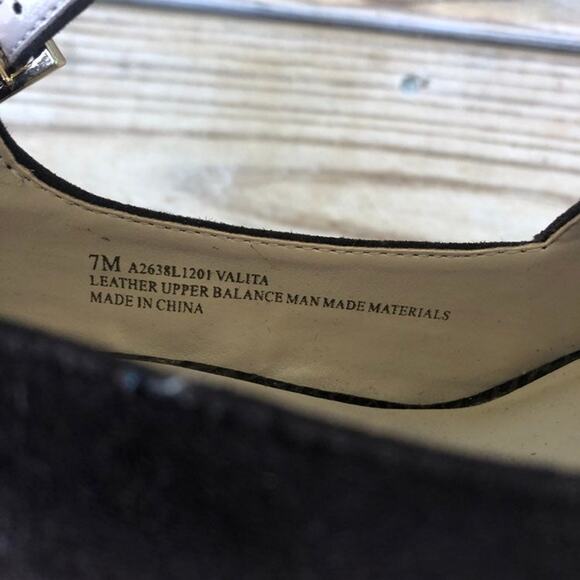 7M A2638L1201 VALITA
LEATHER UPPER BALANCE MAN MADE MATERIALS
MADE IN CHINA